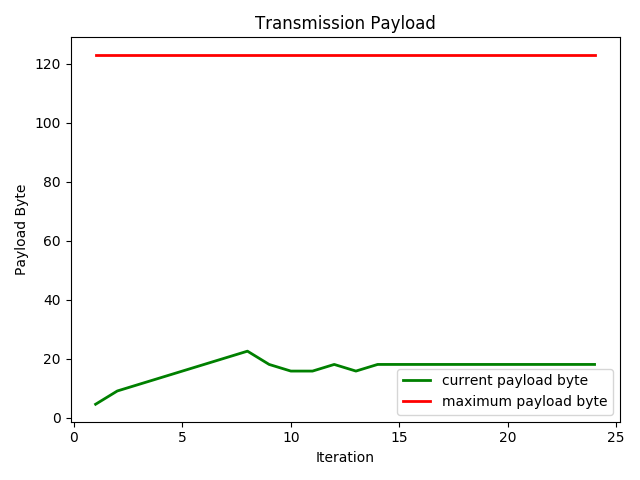 Transmission Payload
120
100
80
60
40
20
0
Payload Byte
0 5 10 15 20 25
Iteration
current payload byte
maximum payload byte